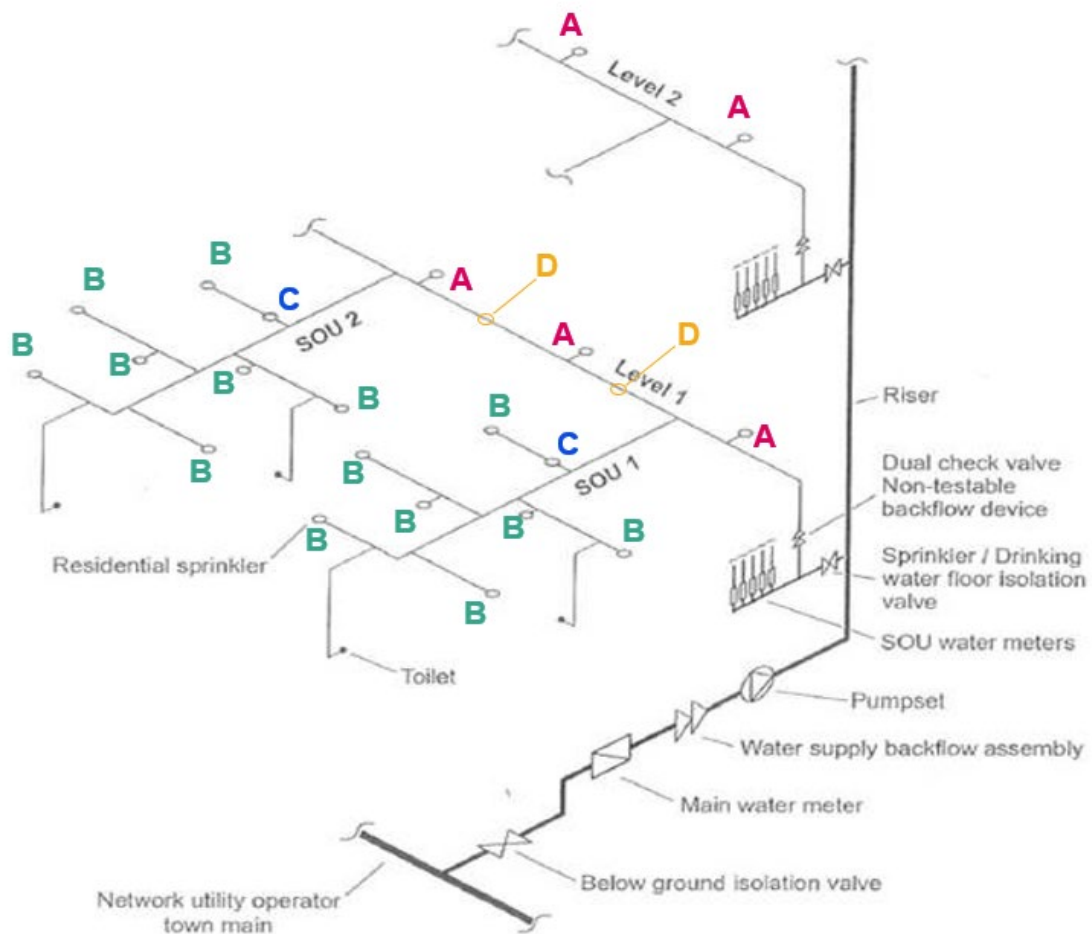 A
Level 2
A
B
B
C
SOU 2
A
D
B
B
B
B
B
A
D
Level 1
B
C
SOU 1
A
B
B
B
B
B
B
Riser
Dual check valve
Non-testable
backflow device
Sprinkler / Drinking
water floor isolation
valve
SOU water meters
Residential sprinkler
Toilet
Pumpset
Water supply backflow assembly
Main water meter
Below ground isolation valve
Network utility operator
town main